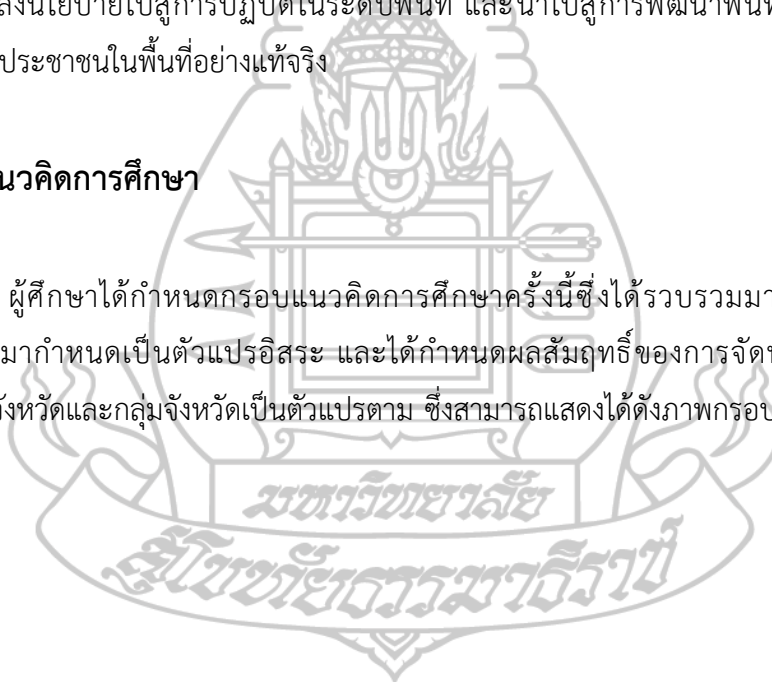 ลงนโยบายไปสู่การปฏิบัติในระดับพื้นที่ และนำไปสู่การพัฒนาพื้นที่
ประชาชนในพื้นที่อย่างแท้จริง
นวคิดการศึกษา
ผู้ศึกษาได้กำหนดกรอบแนวคิดการศึกษาครั้งนี้ซึ่งได้รวบรวมมา
มากำหนดเป็นตัวแปรอิสระ และได้กำหนดผลสัมฤทธิ์ของการจัด
ังหวัดและกลุ่มจังหวัดเป็นตัวแปรตาม ซึ่งสามารถแสดงได้ดังภาพกรอบ
มหาวิทยาลัย
สุโขทัยธรรมาธิราช